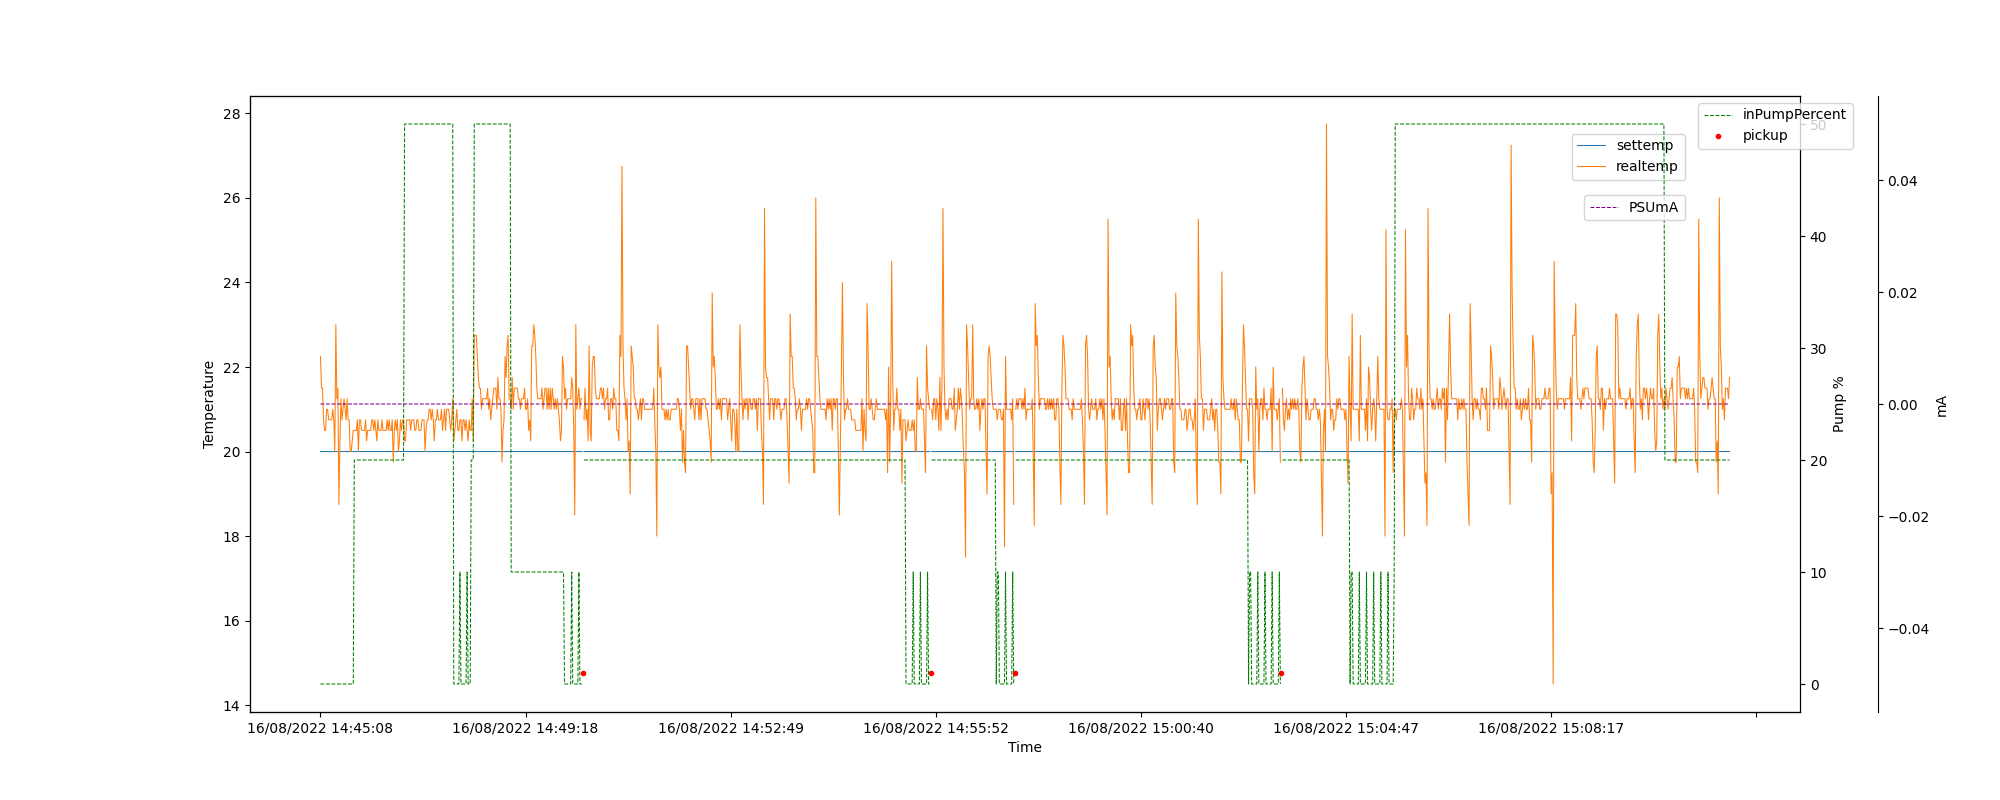 28
26
24
22
20
18
16
14
Temperature
16/08/2022 14:45:08
16/08/2022 14:49:18
16/08/2022 14:52:49
16/08/2022 14:55:52
16/08/2022 15:00:40
16/08/2022 15:04:47
16/08/2022 15:08:17
Time
settemp
realtemp
PSUmA
inPumpPercent
pickup
50
40
30
20
10
0
Pump %
0.04
0.02
0.00
−0.02
−0.04
mA